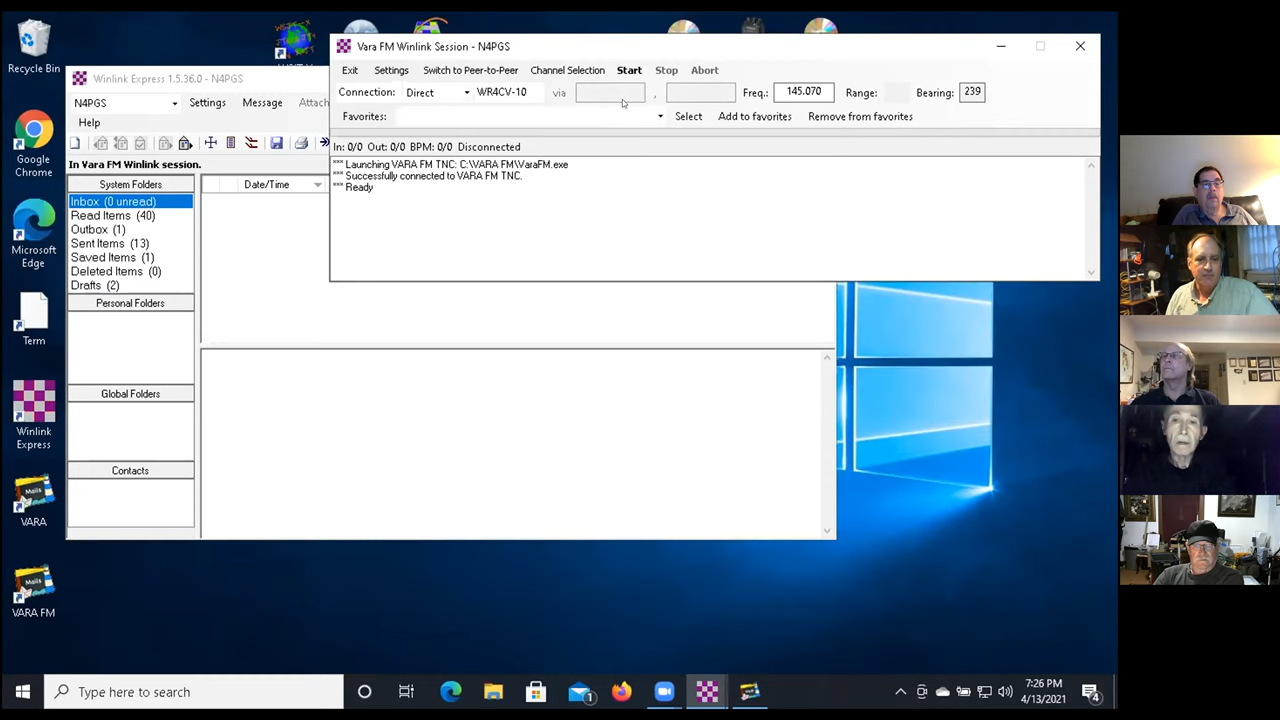 Recycle Bin
Google Chrome
Microsoft Edge
Term
Winlink Express
VARA
VARA FM
Winlink Express 1.5.36.0 - N4PGS
N4PGS Settings Message Attach
Help
In Vara FM Winlink session.
System Folders
Date/Time
Inbox (0 unread)
Read Items (40)
Outbox (1)
Sent Items (13)
Saved Items (1)
Deleted Items (0)
Drafts (2)
Personal Folders
Global Folders
Contacts
Vara FM Winlink Session - N4PGS
Exit Settings Switch to Peer-to-Peer Channel Selection Start Stop Abort
Connection: Direct WR4CV-10 via , Freq.: 145.070 Range: Bearing: 239
Favorites: Select Add to favorites Remove from favorites
In: 0/0 Out: 0/0 BPM: 0/0 Disconnected
*** Launching VARA FM TNC: C:\VARA FM\VaraFM.exe
*** Successfully connected to VARA FM TNC.
*** Ready
Type here to search
1
7:26 PM
4/13/2021
4